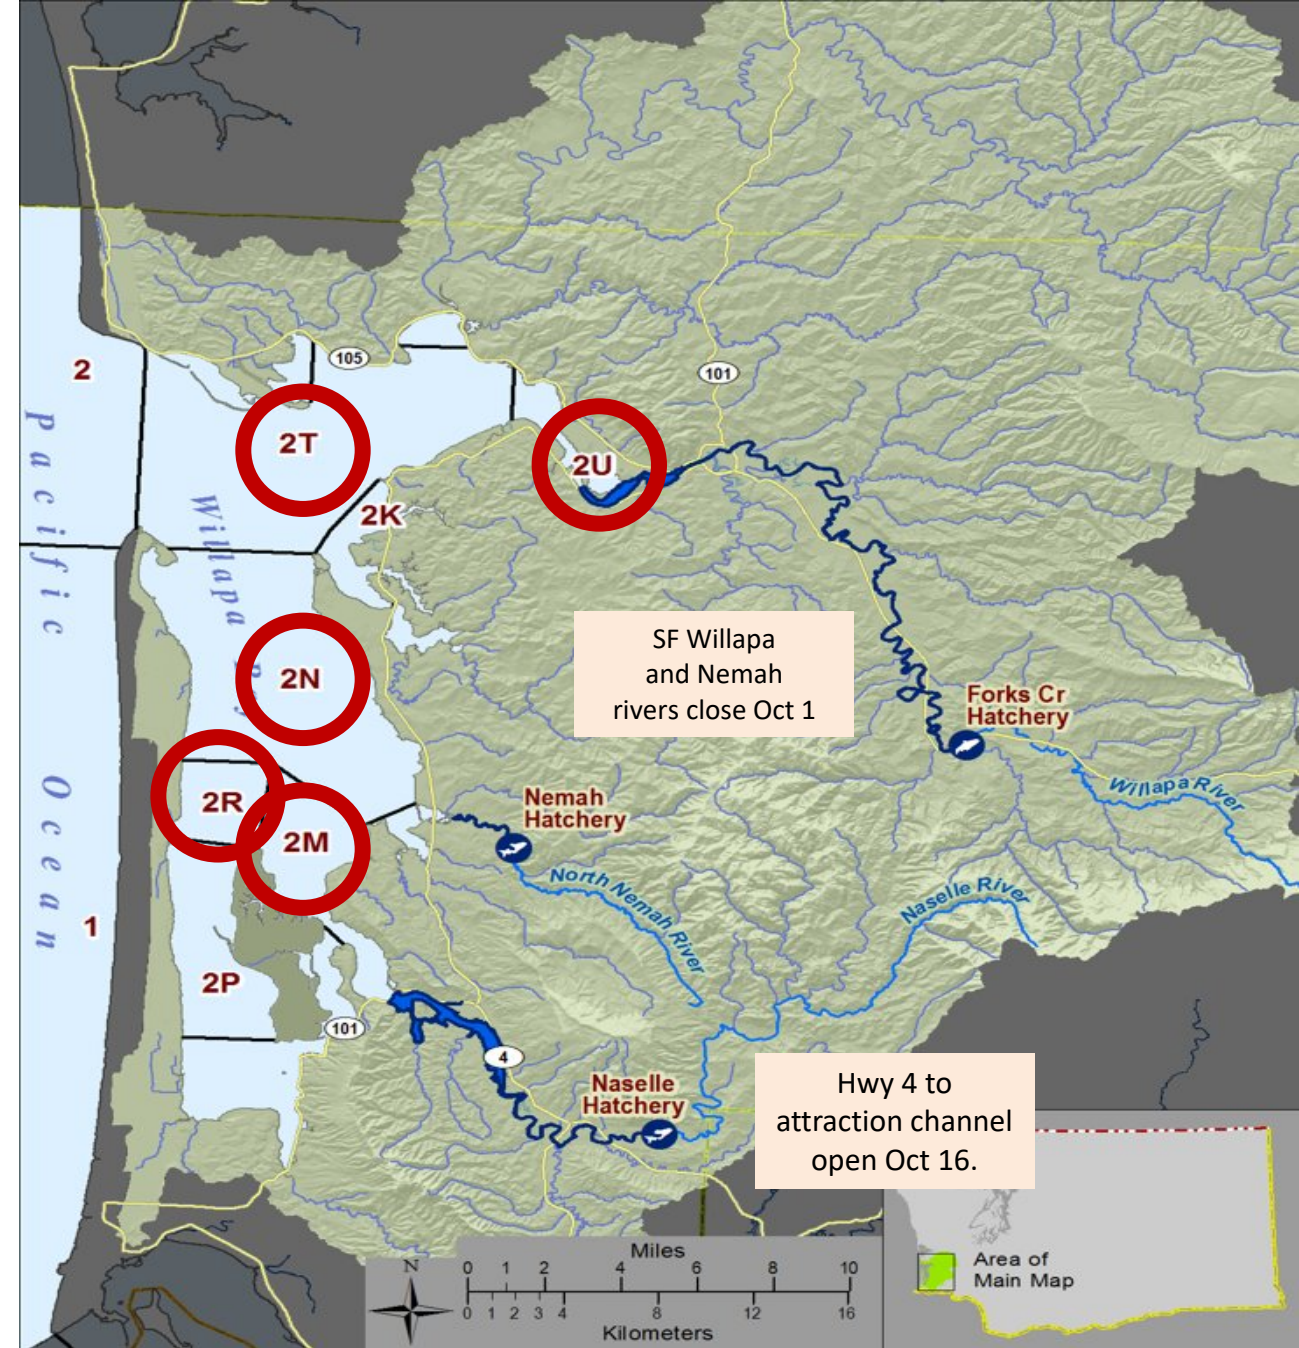 2
105
101
2T
2U
Pacific
Willapa
2K
SF Willapa
and Nemah
rivers close Oct 1
2N
Forks Cr
Hatchery
Ocean
2R
Nemah
Hatchery
Willapa River
2M
North Nemah River
Naselle River
1
2P
101
4
Naselle
Hatchery
Hwy 4 to
attraction channel
open Oct 16.
Miles
N
0 1 2 4 6 8 10
0 1 2 3 4 8 12 16
Kilometers
Area of
Main Map